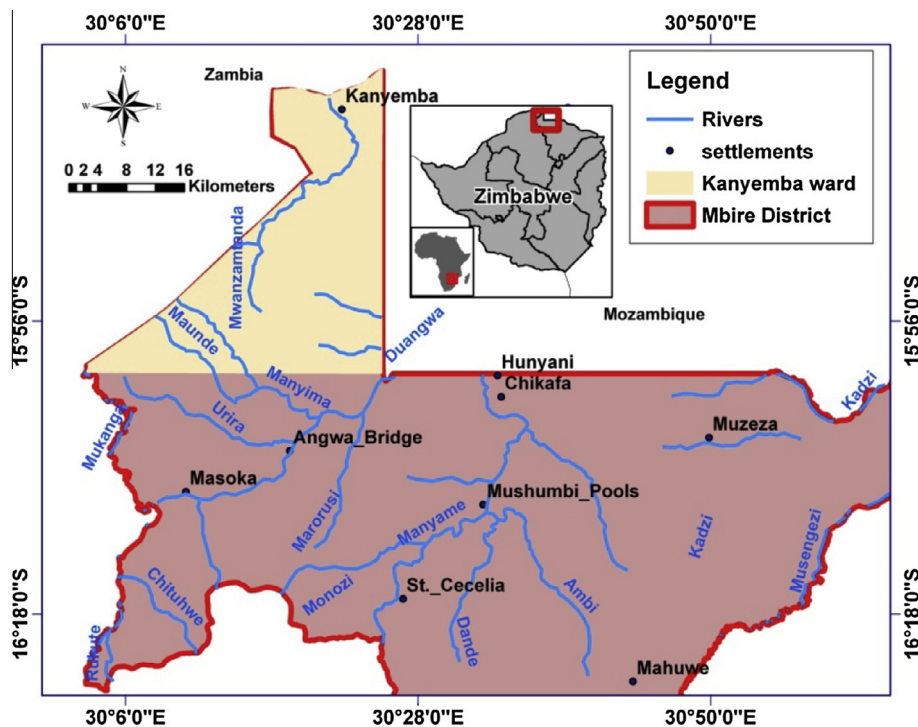 30°6'0"E 30°28'0"E 30°50'0"E
Zambia
N
W E
S
0 2 4 8 12 16
Kilometers
Kanyemba
Legend
Rivers
settlements
Kanyemba ward
Mbire District
Zimbabwe
Mozambique
15°56'0"S 15°56'0"S
Mwanzamtanda
Maunde
Duangwa
Hunyani
Chikafa
Manyima
Urira
Mukanga
Kadzi
Muzeza
Angwa_Bridge
Masoka
Marorusi
Mushumbi_Pools
Manyame
Kadzi
Musengezi
Monozi
St._Cecelia
Chituhwe
Ambi
Dande
Rukute
Mahuwe
16°18'0"S 16°18'0"S
30°6'0"E 30°28'0"E 30°50'0"E